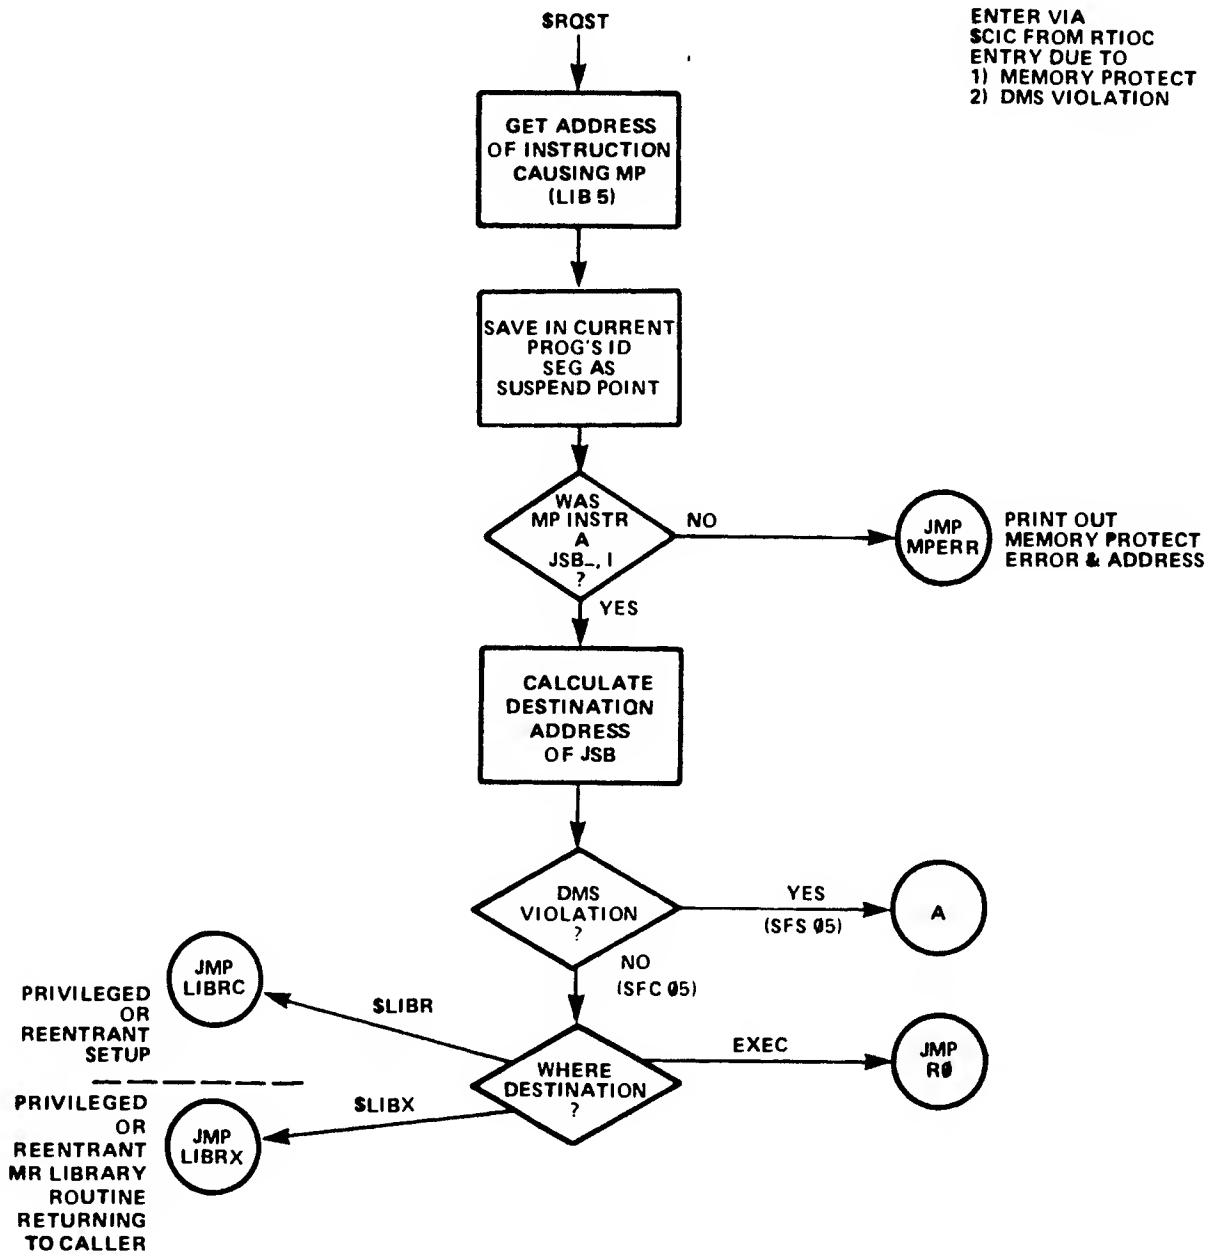 $RQST
ENTER VIA
$CIC FROM RTIOC
ENTRY DUE TO
1) MEMORY PROTECT
2) DMS VIOLATION
GET ADDRESS
OF INSTRUCTION
CAUSING MP
(LIB 5)
SAVE IN CURRENT
PROG'S ID
SEG AS
SUSPEND POINT
WAS
MP INSTR
A
JSB_, I
?
NO
JMP
MPERR
PRINT OUT
MEMORY PROTECT
ERROR & ADDRESS
YES
CALCULATE
DESTINATION
ADDRESS
OF JSB
DMS
VIOLATION
?
YES
(SFS 05)
A
NO
(SFC 05)
JMP
LIBRC
PRIVILEGED
OR
REENTRANT
SETUP
$LIBR
WHERE
DESTINATION
?
EXEC
JMP
R0
$LIBX
JMP
LIBRX
PRIVILEGED
OR
REENTRANT
MR LIBRARY
ROUTINE
RETURNING
TO CALLER